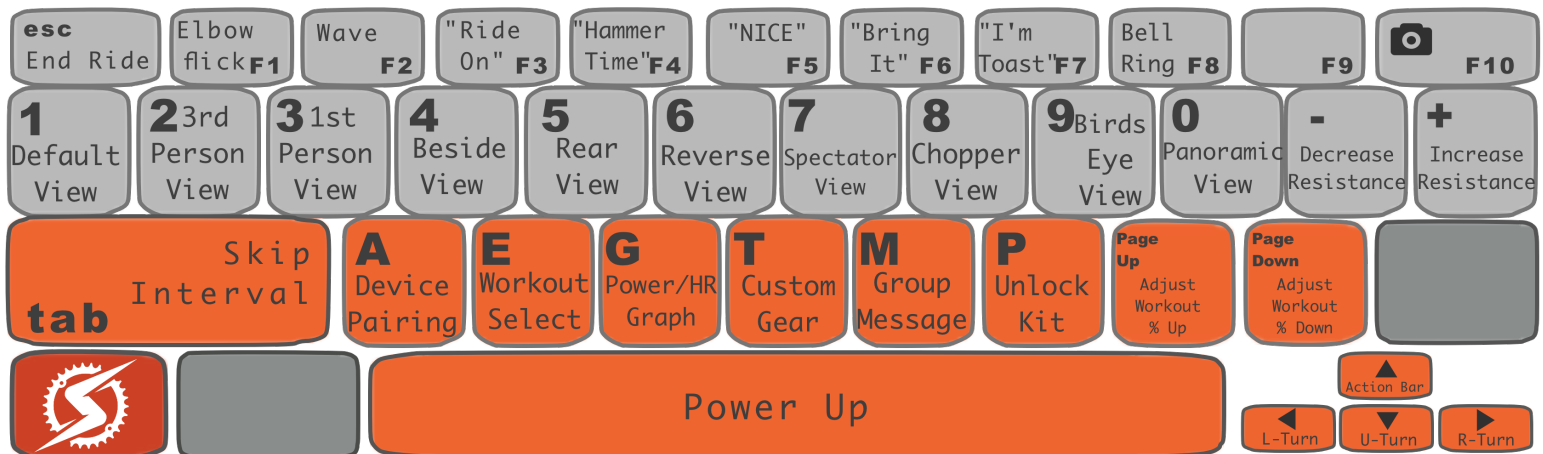 esc
End Ride
Elbow
flick F1
Wave
F2
"Ride
On" F3
"Hammer
Time" F4
"NICE"
F5
"Bring
It" F6
"I'm
Toast" F7
Bell
Ring F8
F9
F10
1
Default
View
2 3rd
Person
View
3 1st
Person
View
4
Beside
View
5
Rear
View
6
Reverse
View
7
Spectator
View
8
Chopper
View
9 Birds
Eye
View
0
Panoramic
View
-
Decrease
Resistance
+
Increase
Resistance
Skip
Interval
tab
A
Device
Pairing
E
Workout
Select
G
Power/HR
Graph
T
Custom
Gear
M
Group
Message
P
Unlock
Kit
Page
Up
Adjust
Workout
% Up
Page
Down
Adjust
Workout
% Down
Power Up
Action Bar
L-Turn
U-Turn
R-Turn